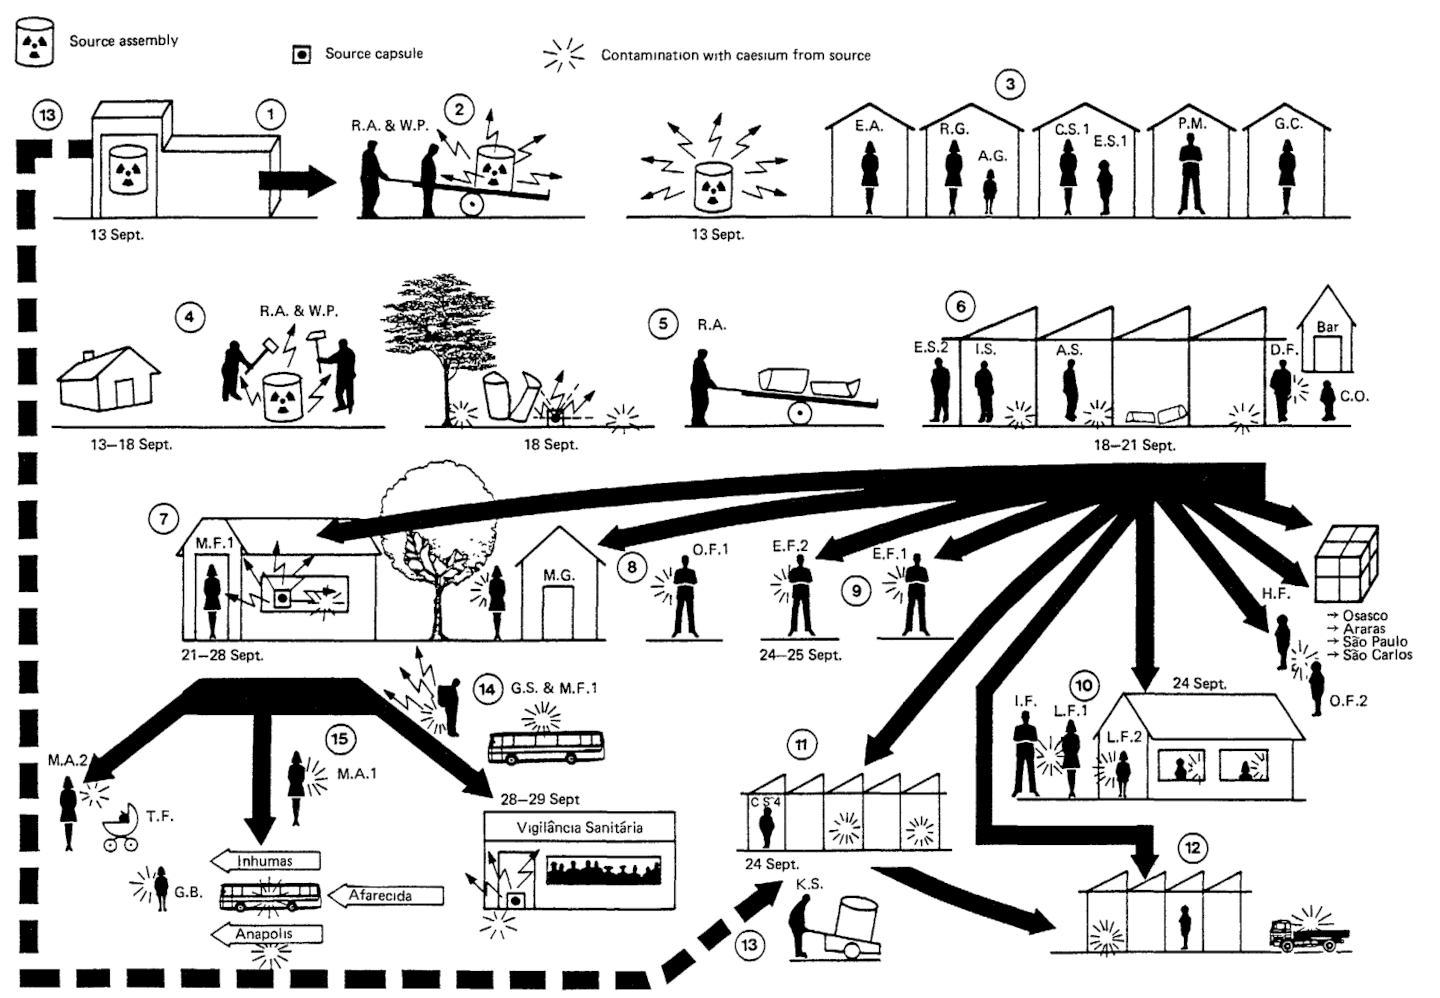 Source assembly
Source capsule
Contamination with caesium from source
13
1
R.A. & W.P.
2
3
E.A.
R.G.
A.G.
C.S.1
E.S.1
P.M.
G.C.
13 Sept.
13 Sept.
4
R.A. & W.P.
5
R.A.
6
E.S.2
I.S.
A.S.
D.F.
Bar
C.O.
13–18 Sept.
18 Sept.
18–21 Sept.
7
M.F.1
M.G.
8
O.F.1
E.F.2
9
E.F.1
H.F.
→ Osasco
→ Araras
→ São Paulo
→ São Carlos
O.F.2
21–28 Sept.
24–25 Sept.
14
G.S. & M.F.1
10
24 Sept.
I.F.
L.F.1
L.F.2
15
M.A.2
M.A.1
T.F.
11
C S 4
28–29 Sept
Vigilância Sanitária
24 Sept.
12
Inhumas
G.B.
Afarecida
Anapolis
K.S.
13